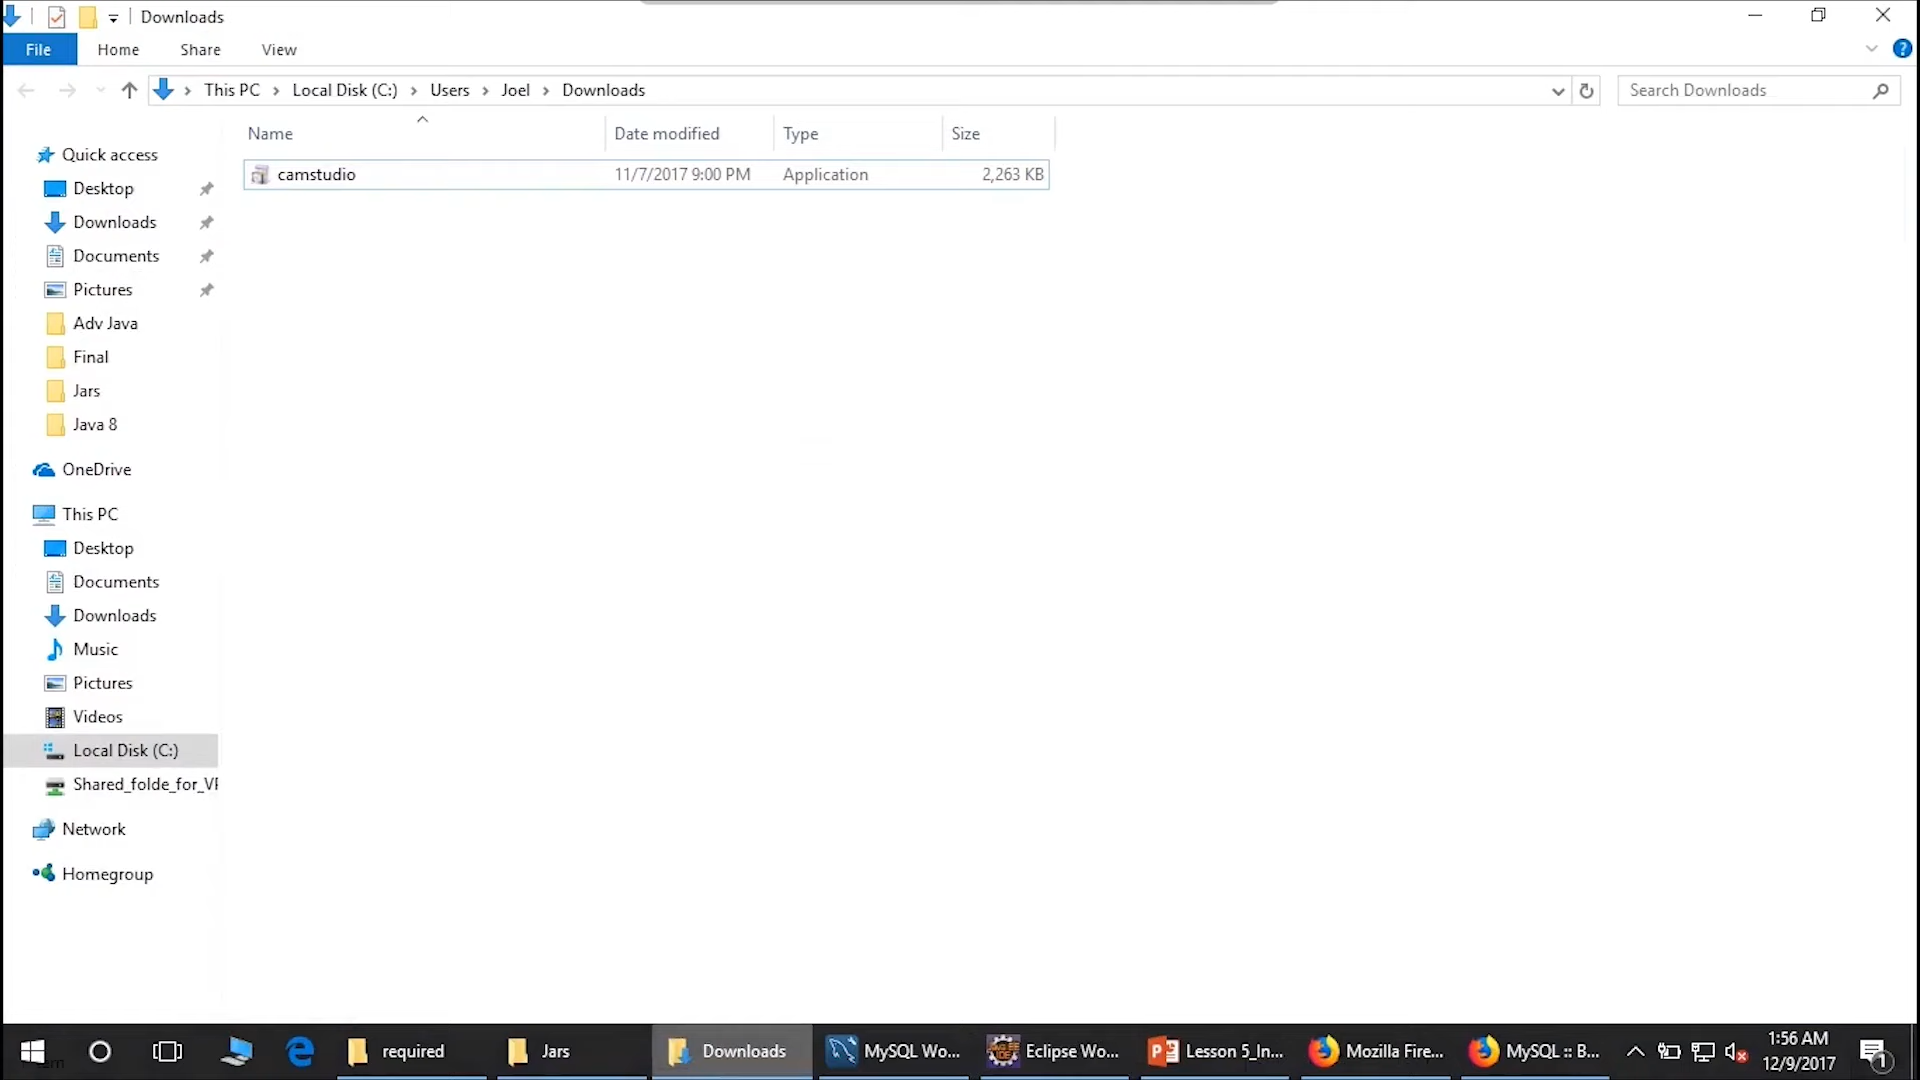 Downloads
File Home Share View
This PC Local Disk (C:) Users Joel Downloads Search Downloads
Name Date modified Type Size
camstudio 11/7/2017 9:00 PM Application 2,263 KB
Quick access
Desktop
Downloads
Documents
Pictures
Adv Java
Final
Jars
Java 8
OneDrive
This PC
Desktop
Documents
Downloads
Music
Pictures
Videos
Local Disk (C:)
Shared_folde_for_VF
Network
Homegroup
required Jars Downloads MySQL Wo... Eclipse Wo... Lesson 5_In... Mozilla Fire... MySQL :: B... 1:56 AM
12/9/2017 1